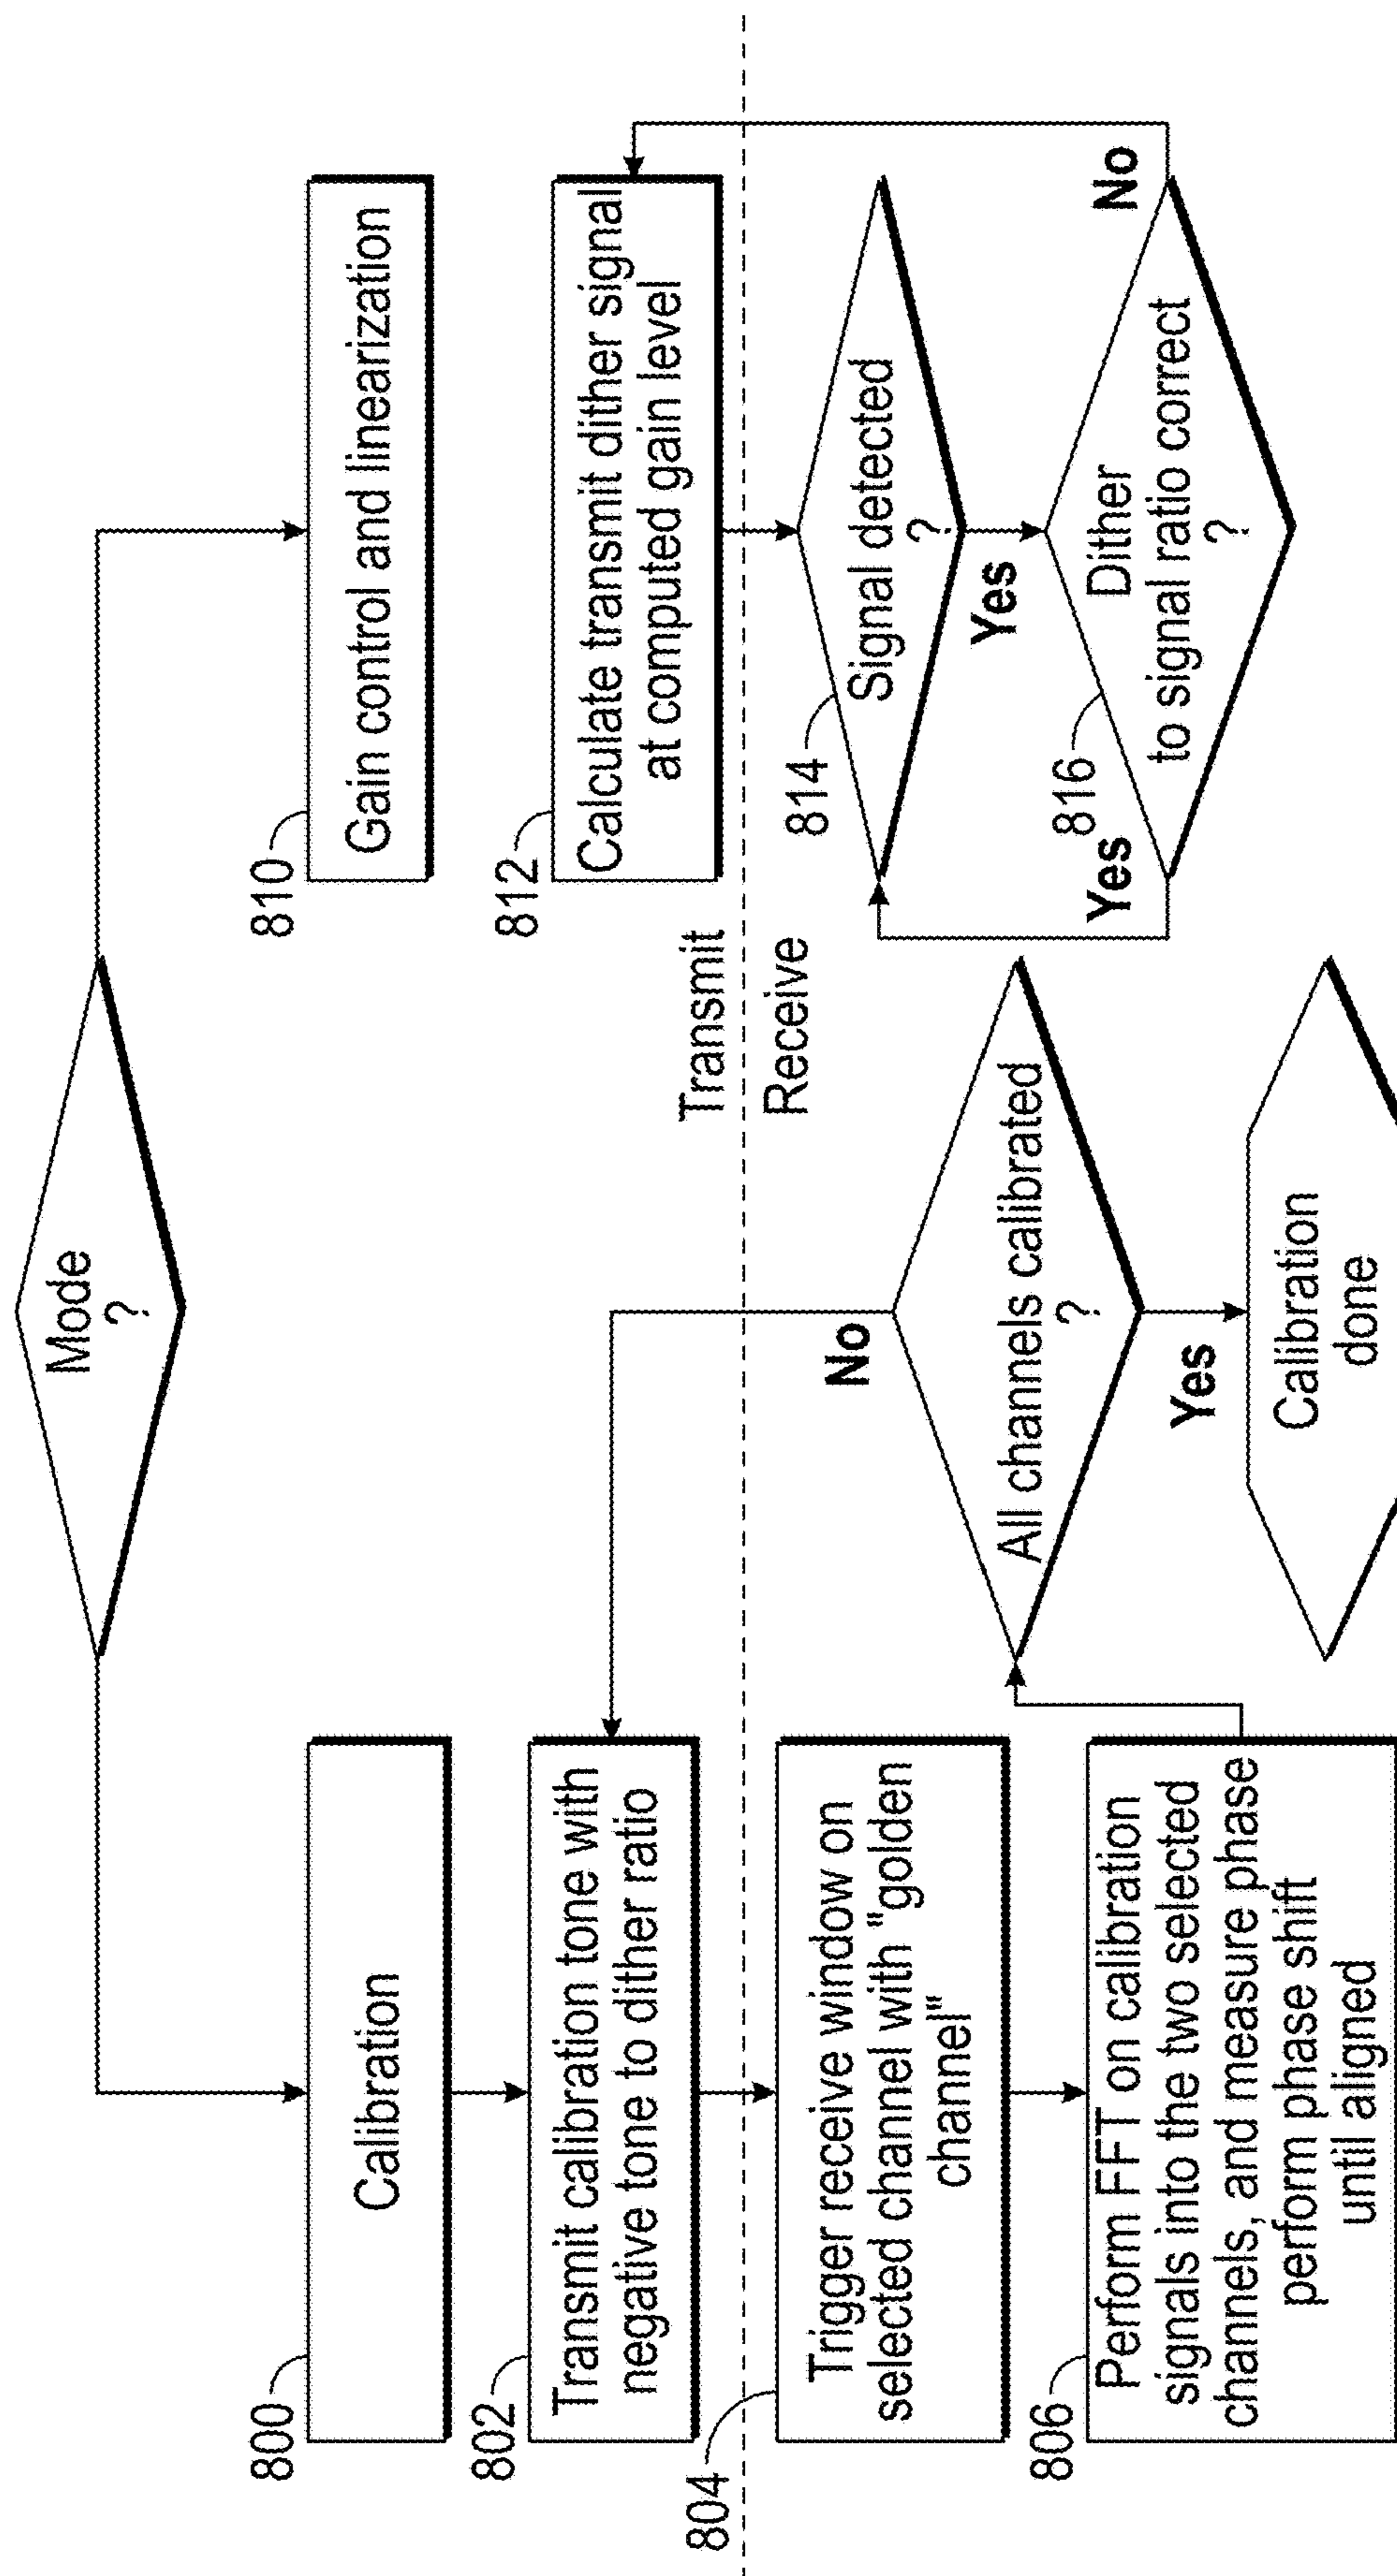 Mode
?
800
Calibration
802
Transmit calibration tone with
negative tone to dither ratio
804
Trigger receive window on
selected channel with "golden
channel"
806
Perform FFT on calibration
signals into the two selected
channels, and measure phase
perform phase shift
until aligned
No
All channels calibrated
?
Yes
Calibration
done
Transmit
Receive
810
Gain control and linearization
812
Calculate transmit dither signal
at computed gain level
814
Signal detected
?
Yes
816
Dither
to signal ratio correct
?
Yes
No